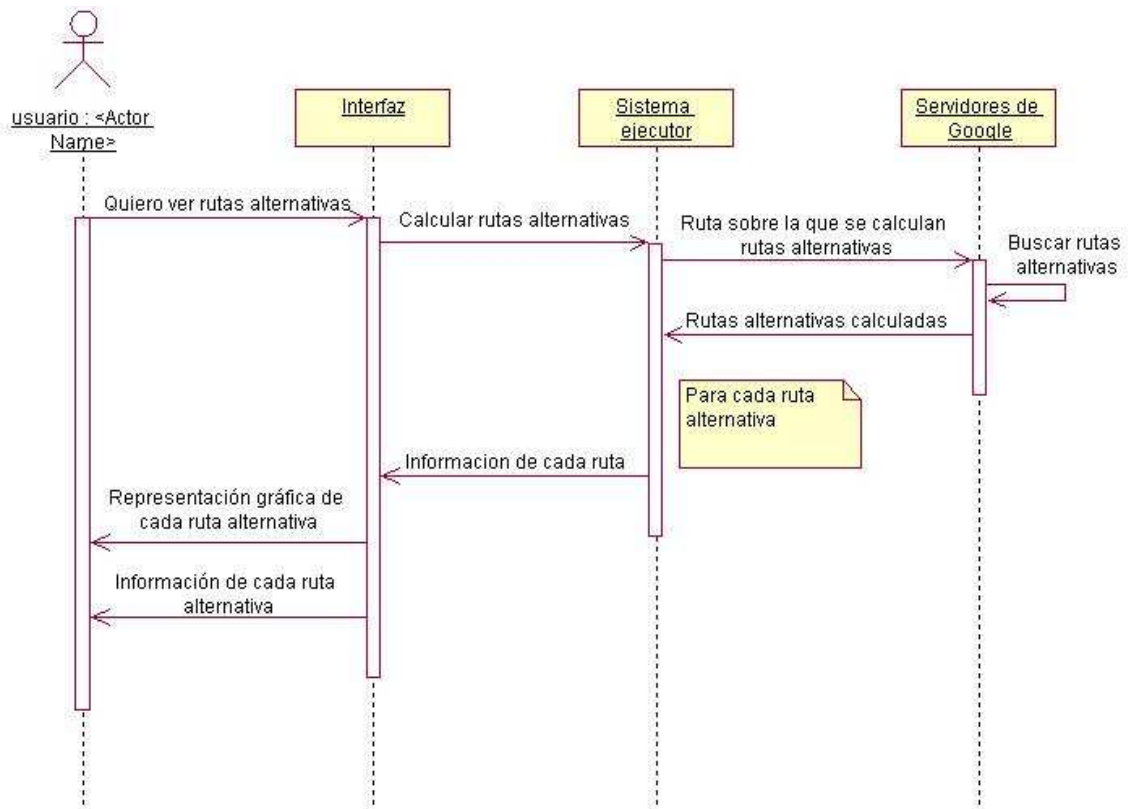 usuario : <Actor
Name>
Interfaz
Sistema
ejecutor
Servidores de
Google
Quiero ver rutas alternativas
Calcular rutas alternativas
Ruta sobre la que se calculan
rutas alternativas
Buscar rutas
alternativas
Rutas alternativas calculadas
Para cada ruta
alternativa
Informacion de cada ruta
Representación gráfica de
cada ruta alternativa
Información de cada ruta
alternativa